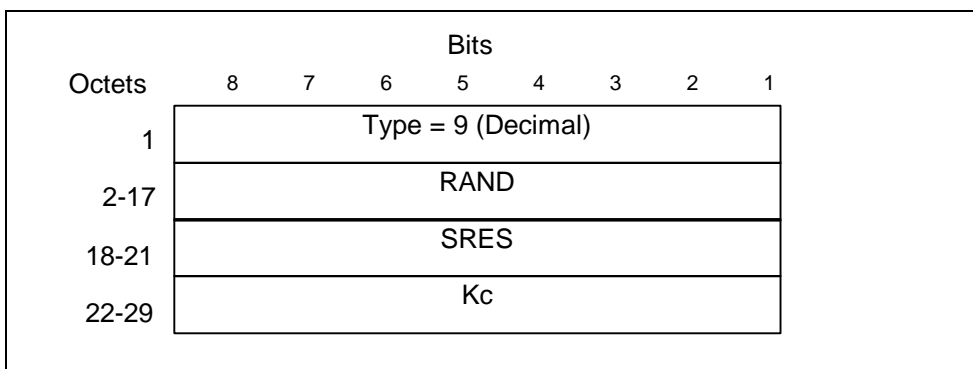 Bits
Octets 8 7 6 5 4 3 2 1
1 Type = 9 (Decimal)
2-17 RAND
18-21 SRES
22-29 Kc